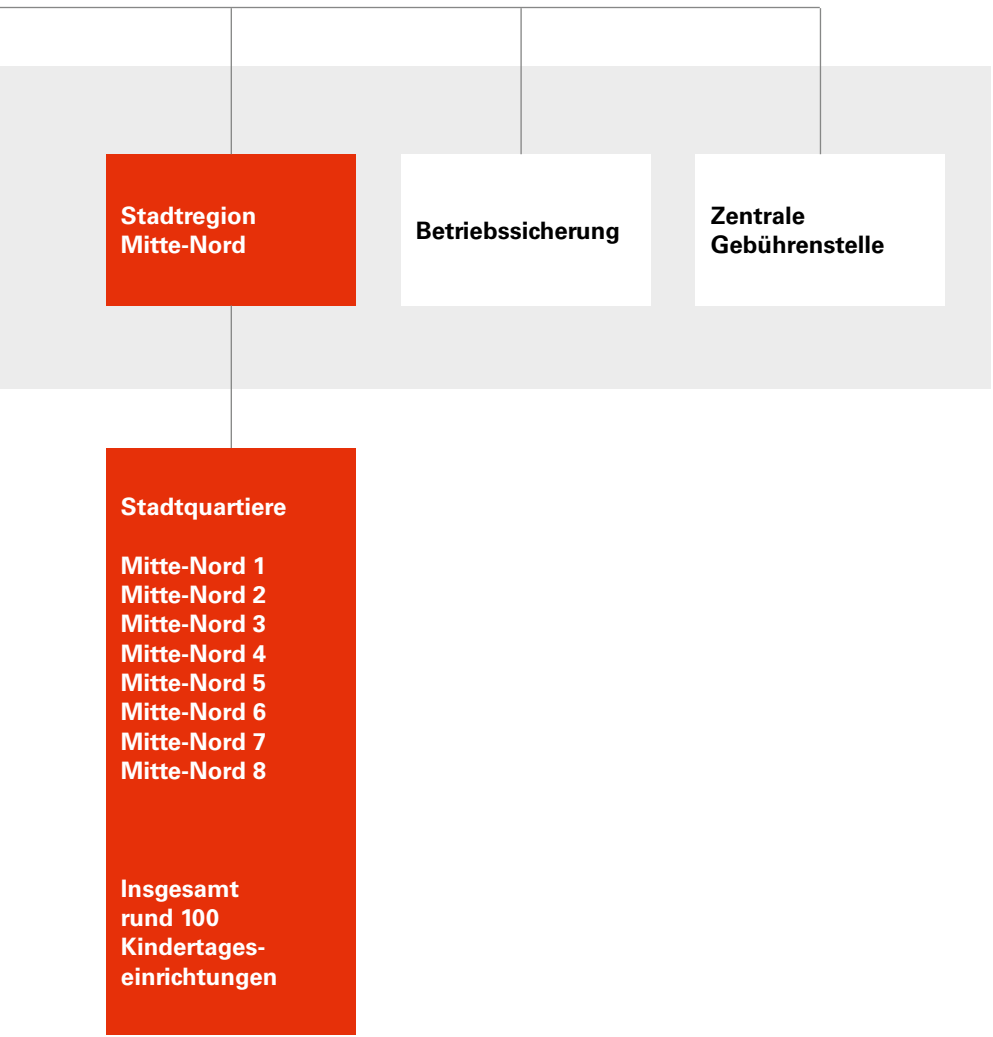 Stadtregion
Mitte-Nord
Betriebssicherung
Zentrale
Gebührenstelle
Stadtquartiere
Mitte-Nord 1
Mitte-Nord 2
Mitte-Nord 3
Mitte-Nord 4
Mitte-Nord 5
Mitte-Nord 6
Mitte-Nord 7
Mitte-Nord 8
Insgesamt
rund 100
Kindertages-
einrichtungen